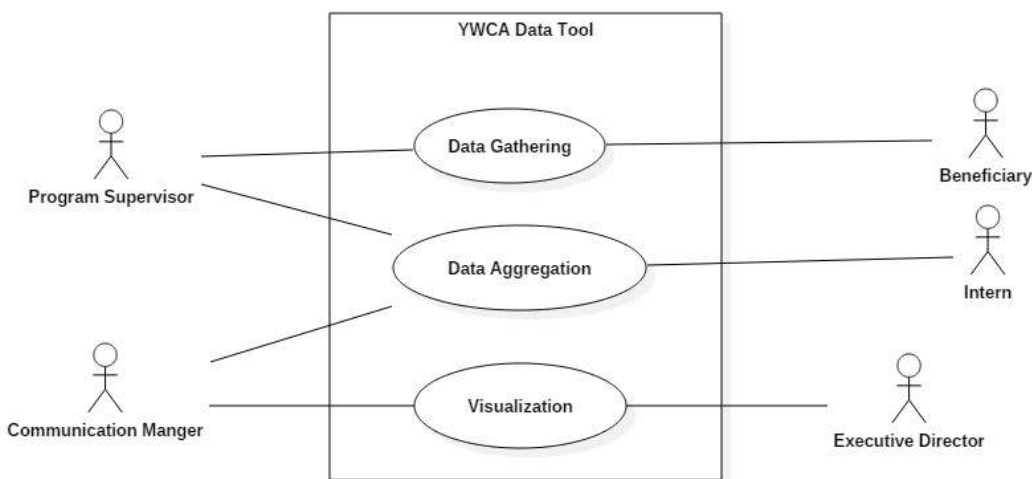 YWCA Data Tool
Data Gathering
Program Supervisor
Beneficiary
Data Aggregation
Intern
Visualization
Communication Manger
Executive Director